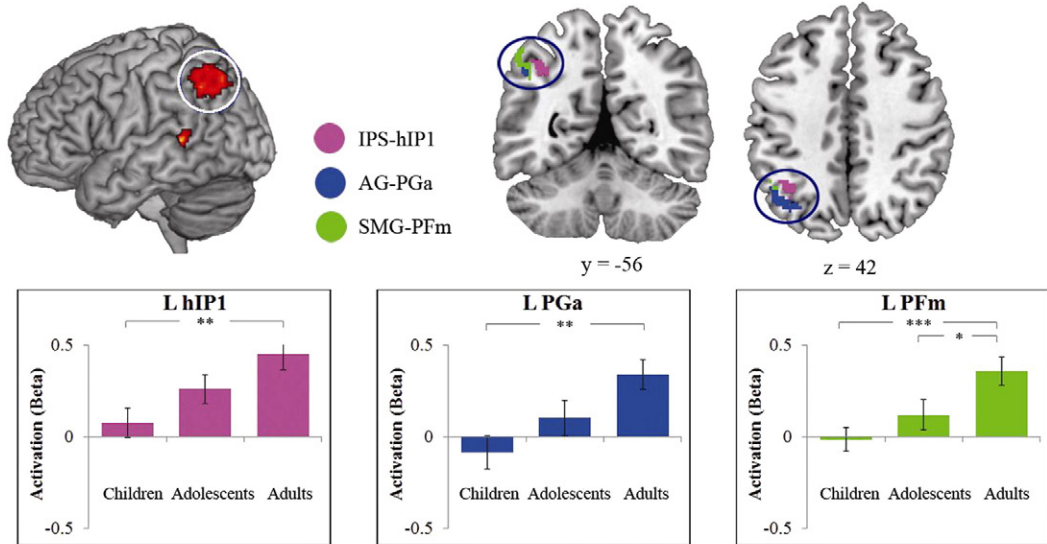 IPS-hIP1
AG-PGa
SMG-PFm
y = -56
z = 42
L hIP1
**
0.5
0
-0.5
Activation (Beta)
Children Adolescents Adults
L PGa
**
0.5
0
-0.5
Activation (Beta)
Children Adolescents Adults
L PFm
***
*
0.5
0
-0.5
Activation (Beta)
Children Adolescents Adults